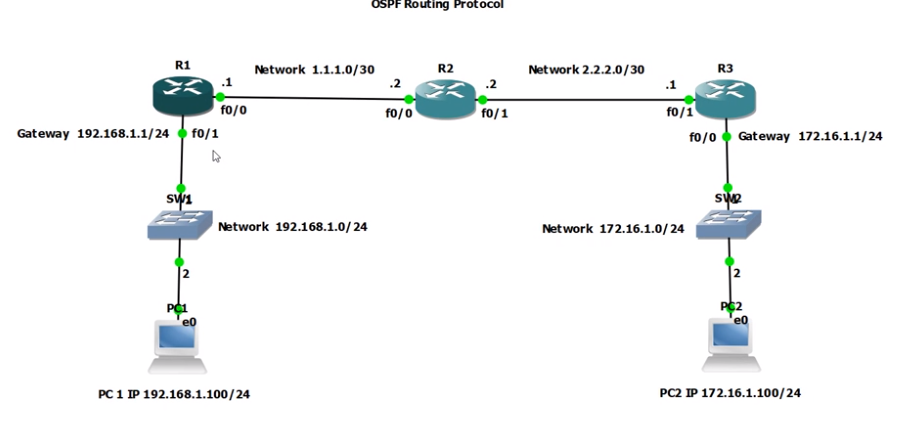 OSPF Routing Protocol
R1
.1
Network 1.1.1.0/30
.2
R2
.2
Network 2.2.2.0/30
.1
R3
f0/0
f0/0
f0/1
f0/1
Gateway 192.168.1.1/24
f0/1
f0/0
Gateway 172.16.1.1/24
SW1
1
SW2
Network 192.168.1.0/24
Network 172.16.1.0/24
2
2
PC1
e0
PC2
e0
PC 1 IP 192.168.1.100/24
PC2 IP 172.16.1.100/24